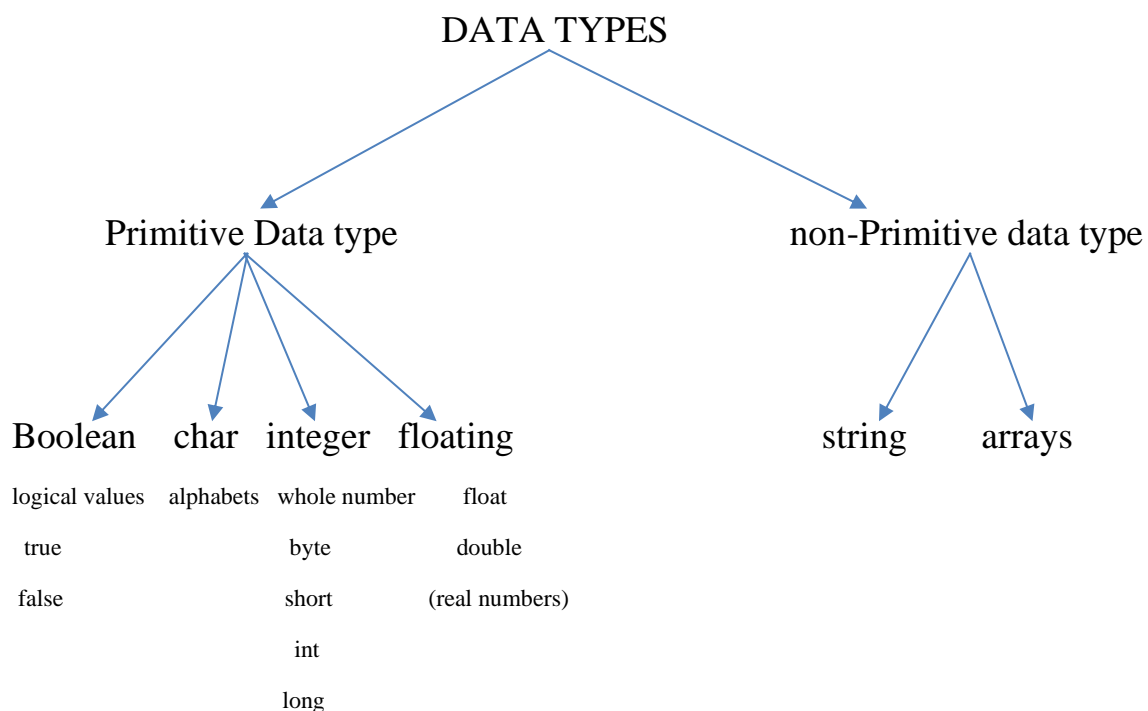 DATA TYPES
Primitive Data type non-Primitive data type
Boolean char integer floating string arrays
logical values alphabets whole number float
true byte double
false short (real numbers)
int
long